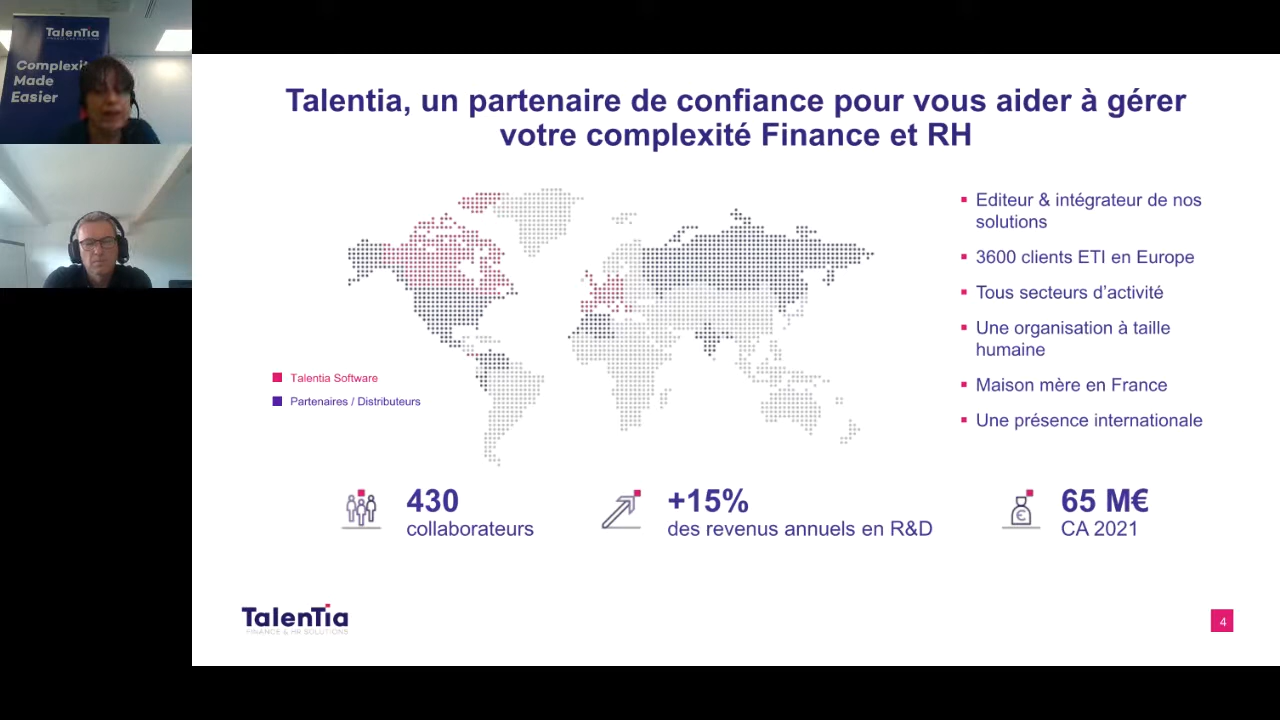 TalenTia
Complexit
Made
Easier
Talentia, un partenaire de confiance pour vous aider à gérer
votre complexité Finance et RH
Editeur & intégrateur de nos
solutions
3600 clients ETI en Europe
Tous secteurs d’activité
Une organisation à taille
humaine
Maison mère en France
Une présence internationale
Talentia Software
Partenaires / Distributeurs
430
collaborateurs
+15%
des revenus annuels en R&D
65 M€
CA 2021
TalenTia
FINANCE & HR SOLUTIONS
4